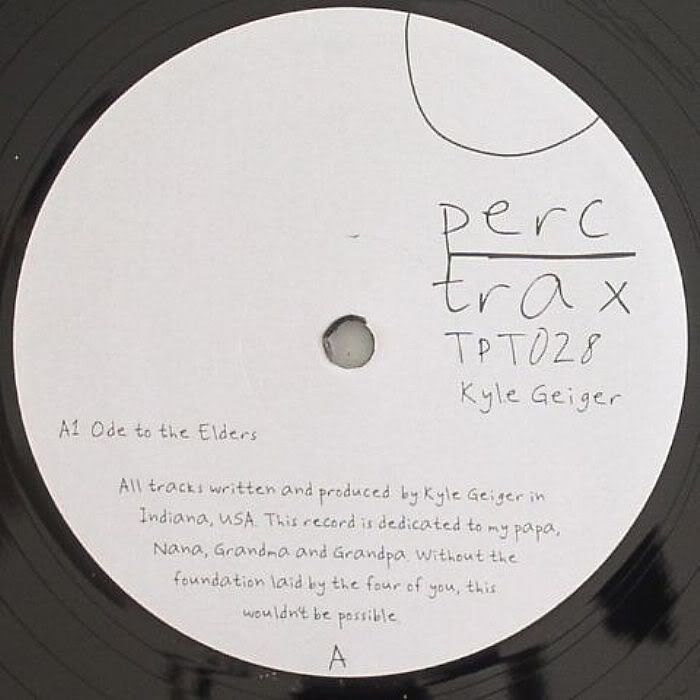 perc
trax
TPT028
Kyle Geiger
A1 Ode to the Elders
All tracks written and produced by Kyle Geiger in
Indiana, USA. This record is dedicated to my papa,
Nana, Grandma and Grandpa. Without the
foundation laid by the four of you, this
wouldn't be possible.
A